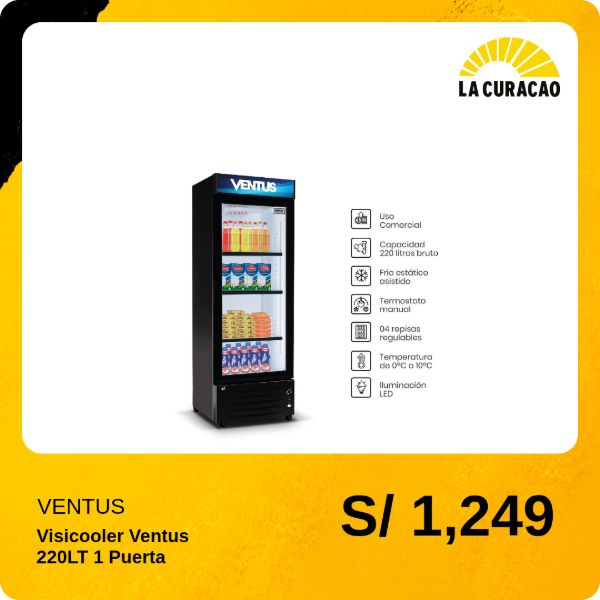 LA CURACAO
VENTUS
Uso
Comercial
Capacidad
220 litros bruto
Frío estático
asistido
Termostato
manual
04 repisas
regulables
Temperatura
de 0°C a 10°C
Iluminación
LED
VENTUS
S/ 1,249
Visicooler Ventus
220LT 1 Puerta